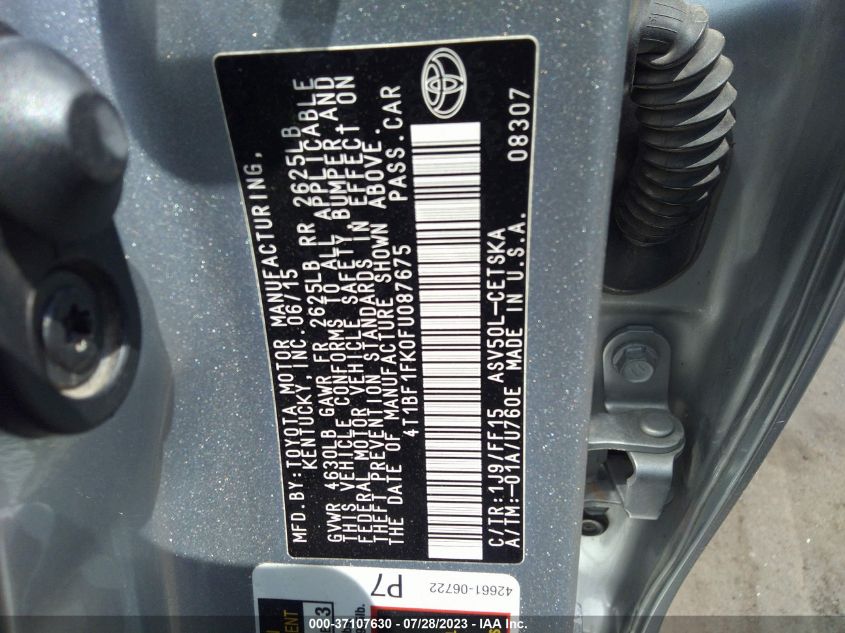 MFD.BY:TOYOTA MOTOR MANUFACTURING,
KENTUCKY, INC. 06/15
GVWR 4630LB GAWR FR 2625LB RR 2625LB
THIS VEHICLE CONFORMS TO ALL APPLICABLE
FEDERAL MOTOR VEHICLE SAFETY, BUMPER AND
THEFT PREVENTION STANDARDS IN EFFECT ON
THE DATE OF MANUFACTURE SHOWN ABOVE.
4T1BF1FK0FU087675 PASS.CAR
C/TR:1J9/FF15 ASV50L-CETSKA 08307
A/TM:-01A/U760E MADE IN U.S.A.
P7
42661-06722
000-37107630 - 07/28/2023 - IAA Inc.